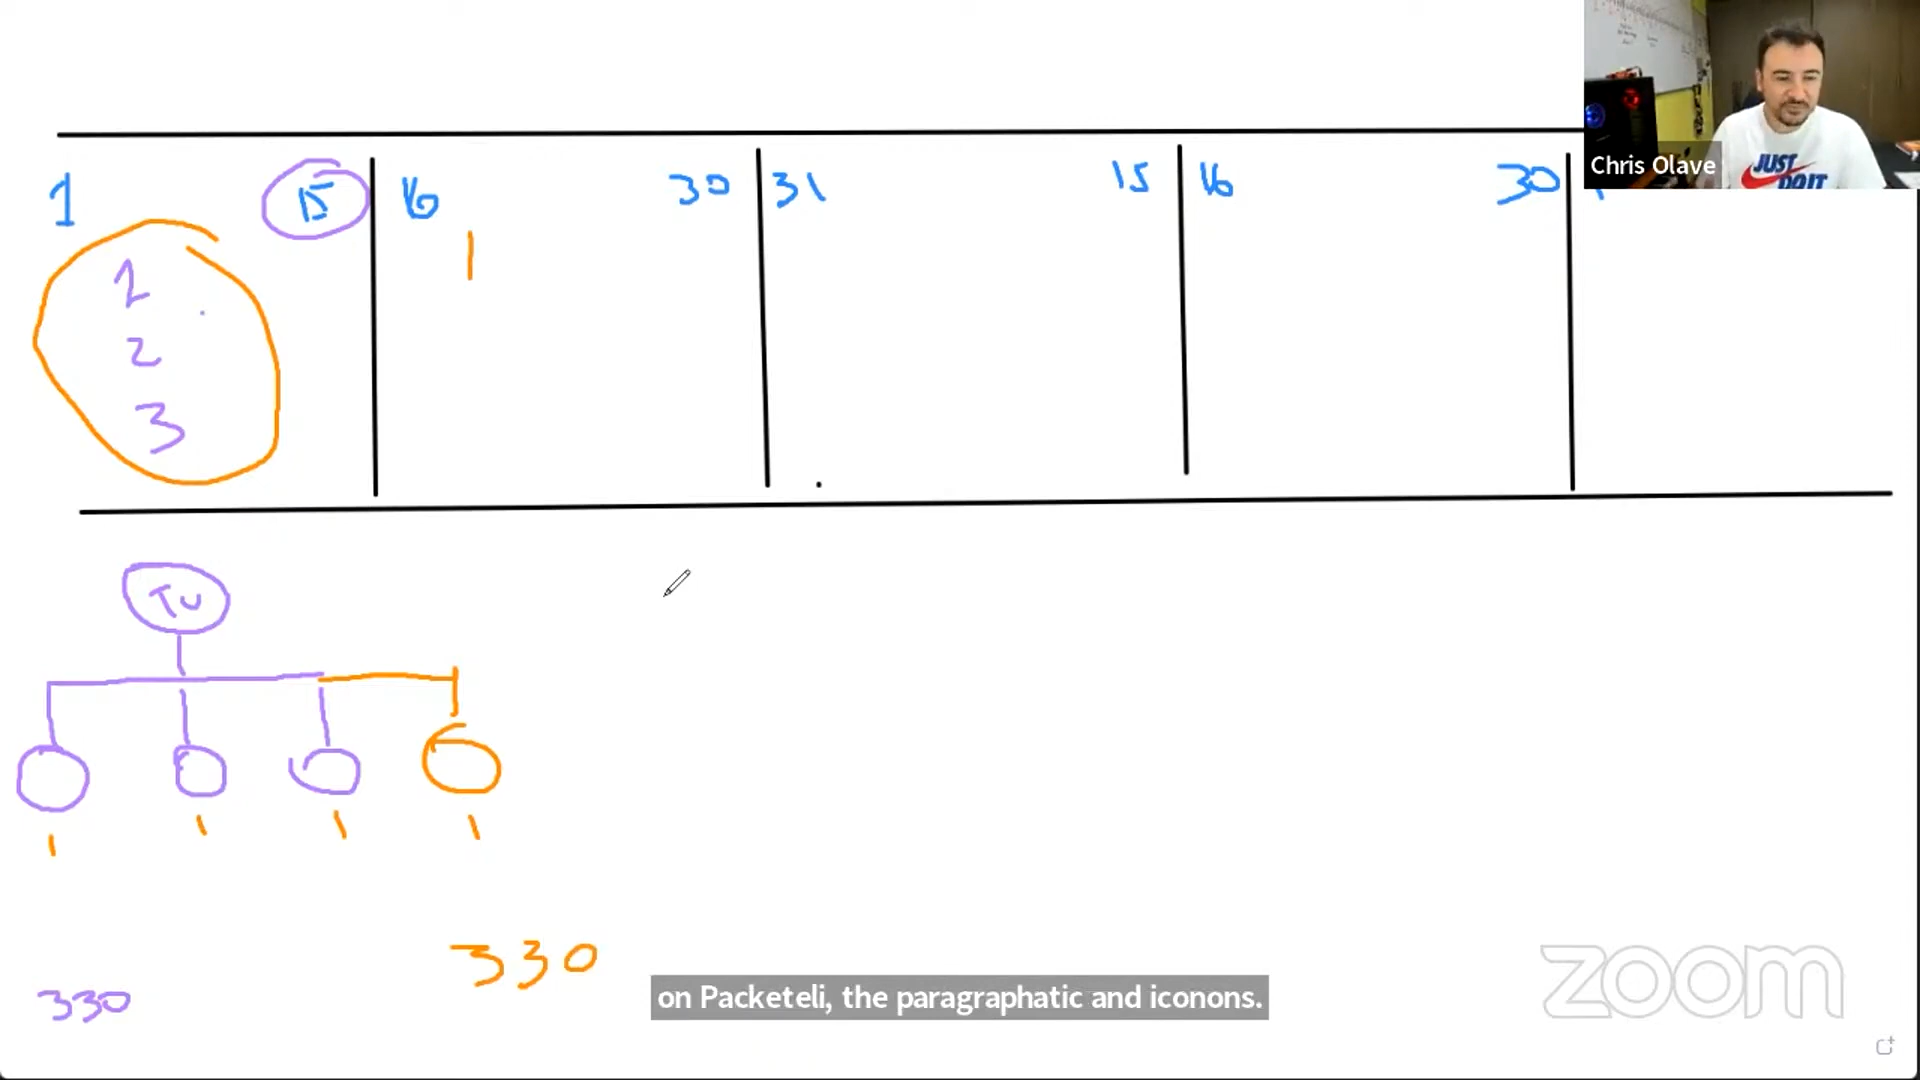 JUST
DO IT
Chris Olave
1 15 16 30 31 15 16 30
1
1
2
3
TU
1 1 1 1
330
330
on Packeteli, the paragraphatic and iconons.
zoom